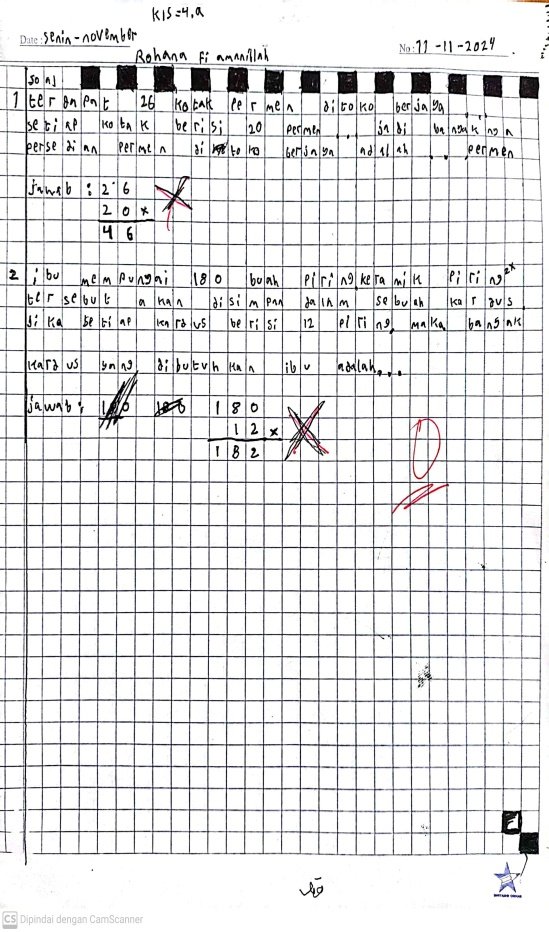 Kls = 4.a
Date: Senin - november
Rohana Fi amanillah
No: 11 - 11 - 2024
soal
1 terdapat 26 kotak permen ditoko berjaya.
setiap kotak berisi 20 permen... jadi banyaknya
persedian permen di toko berjaya adalah... permen
jawab : 26
20 x
46
2 ibu mempunyai 180 buah piring keramik piring2x
tersebut akan disimpan dalam sebuah kardus.
jika setiap kardus berisi 12 piring, maka banyak
kardus yang dibutuhkan ibu adalah...
jawab : 180
12 x
182
0
CS Dipindai dengan CamScanner